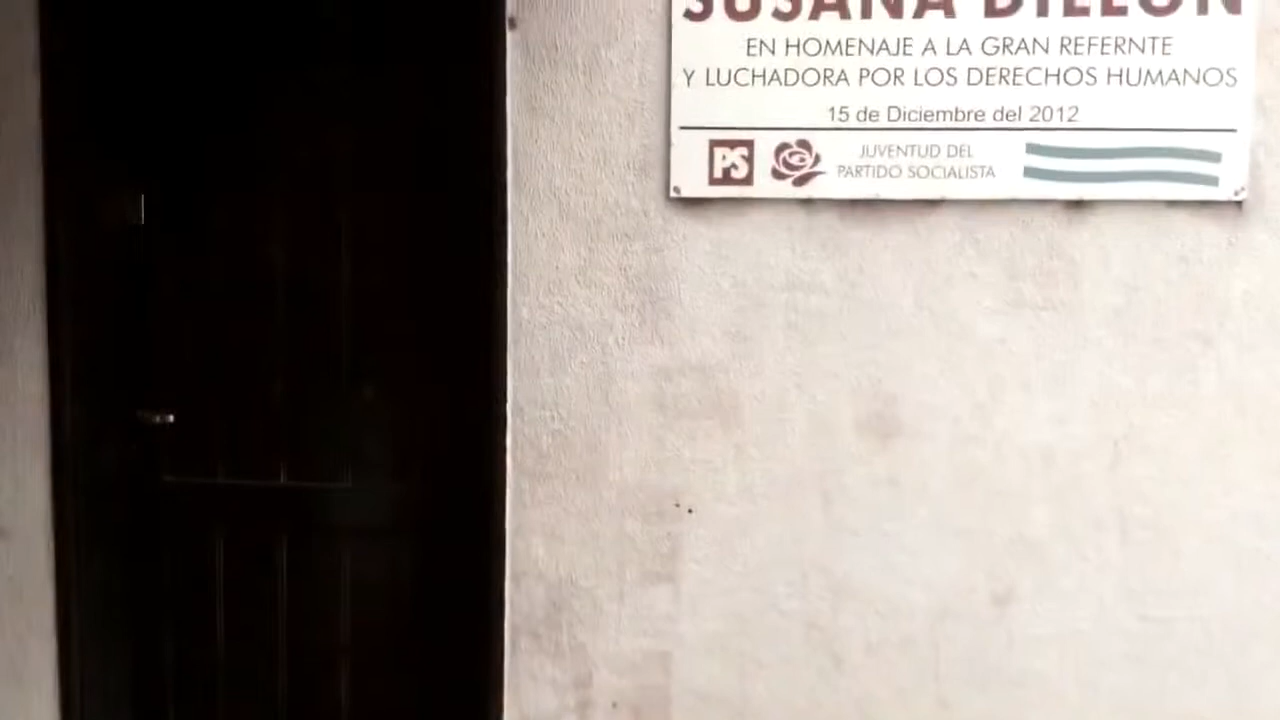 SUSANA DILLON
EN HOMENAJE A LA GRAN REFERNTE
Y LUCHADORA POR LOS DERECHOS HUMANOS
15 de Diciembre del 2012
PS
JUVENTUD DEL
PARTIDO SOCIALISTA